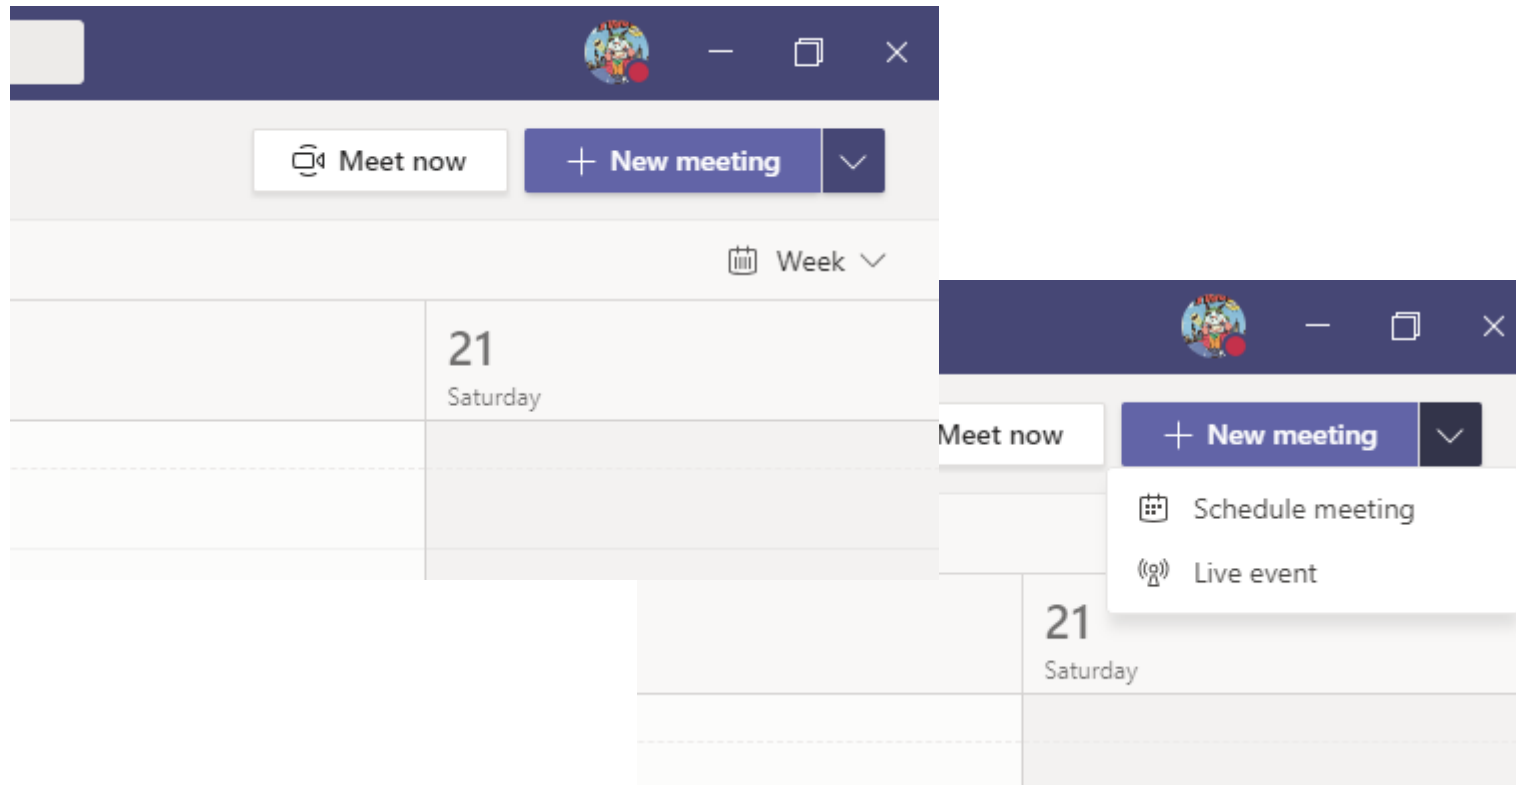 Meet now
New meeting
Week
21
Saturday
Meet now
New meeting
Schedule meeting
Live event
21
Saturday